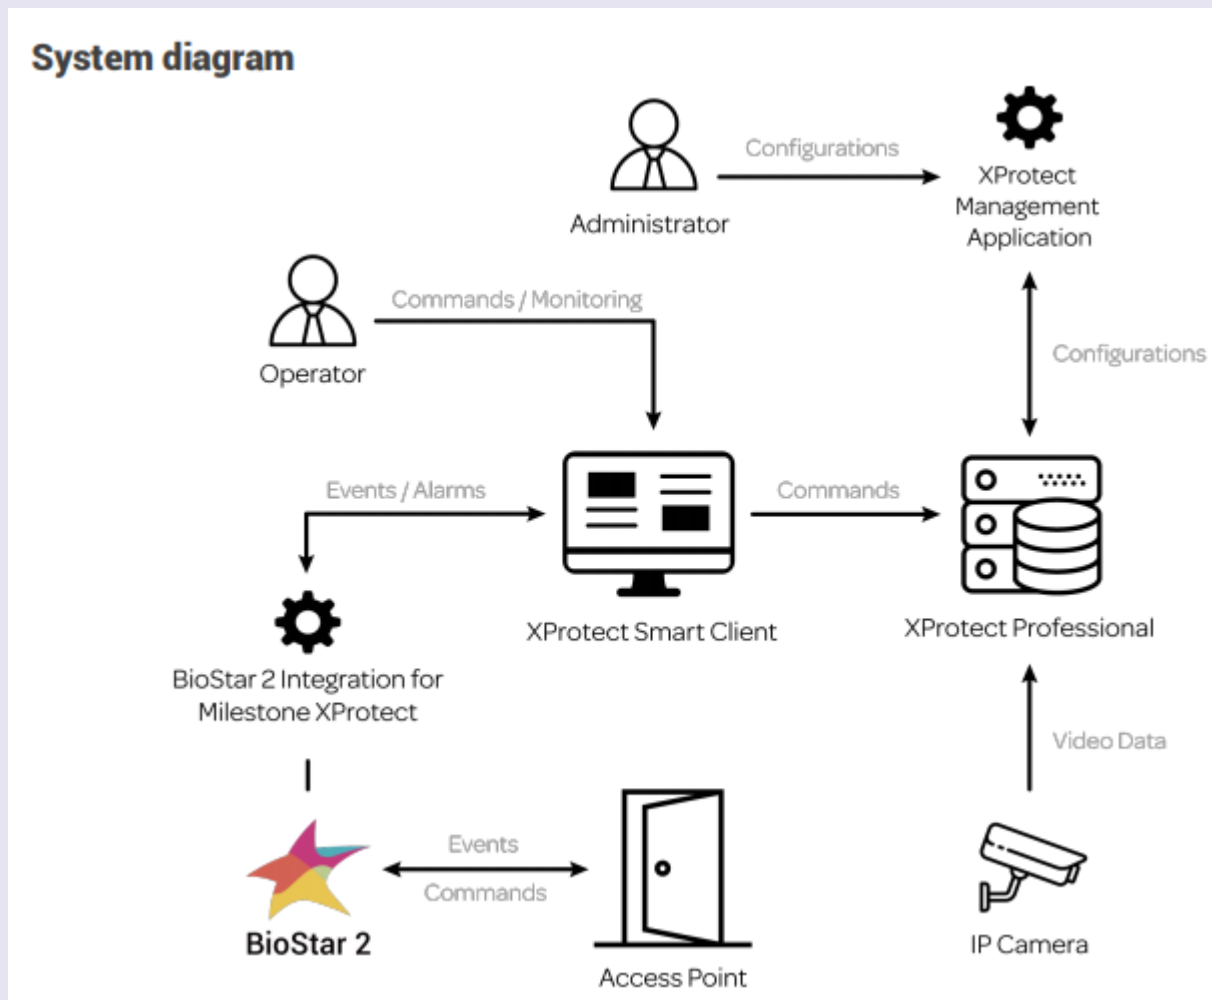 System diagram
Configurations
XProtect
Management
Application
Administrator
Commands / Monitoring
Operator
Configurations
Events / Alarms
Commands
XProtect Smart Client
XProtect Professional
BioStar 2 Integration for
Milestone XProtect
Video Data
Events
Commands
BioStar 2
Access Point
IP Camera